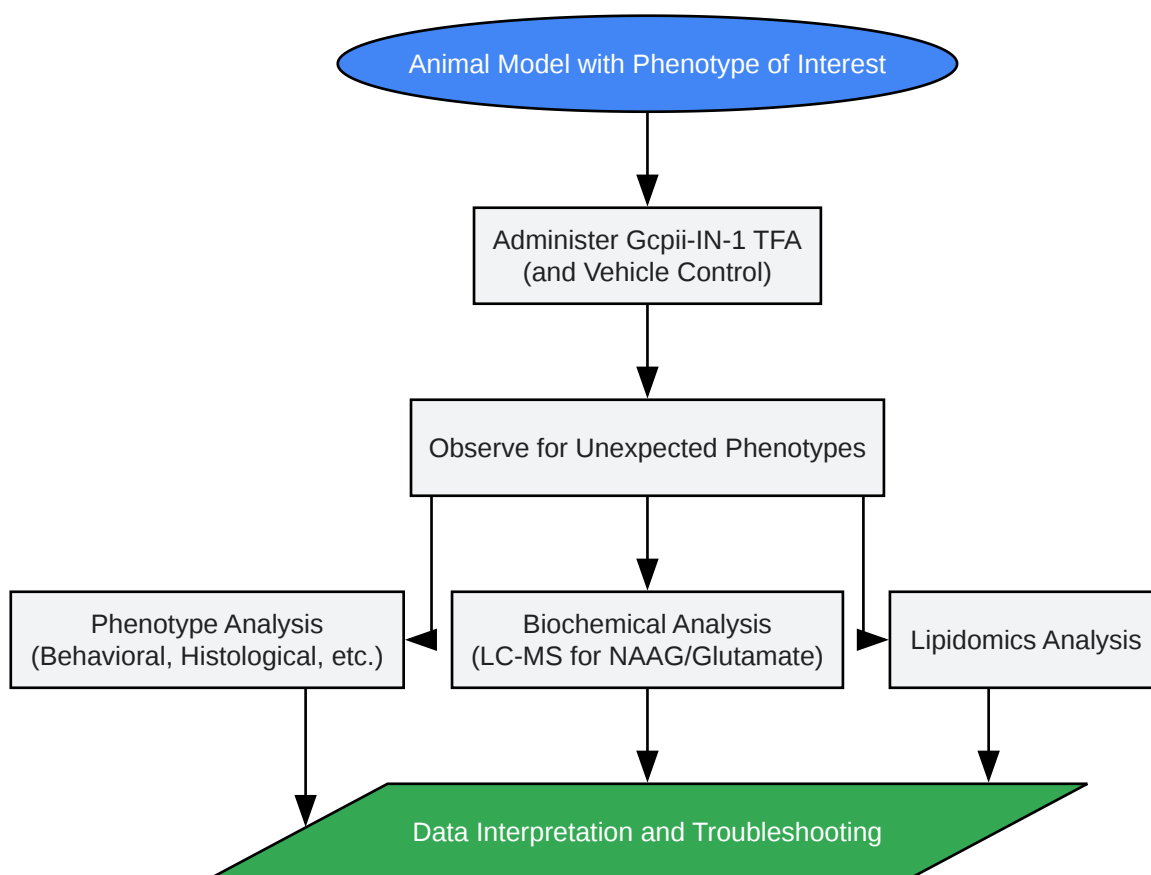 Animal Model with Phenotype of Interest
Administer Gcpii-IN-1 TFA
(and Vehicle Control)
Observe for Unexpected Phenotypes
Phenotype Analysis
(Behavioral, Histological, etc.)
Biochemical Analysis
(LC-MS for NAAG/Glutamate)
Lipidomics Analysis
Data Interpretation and Troubleshooting